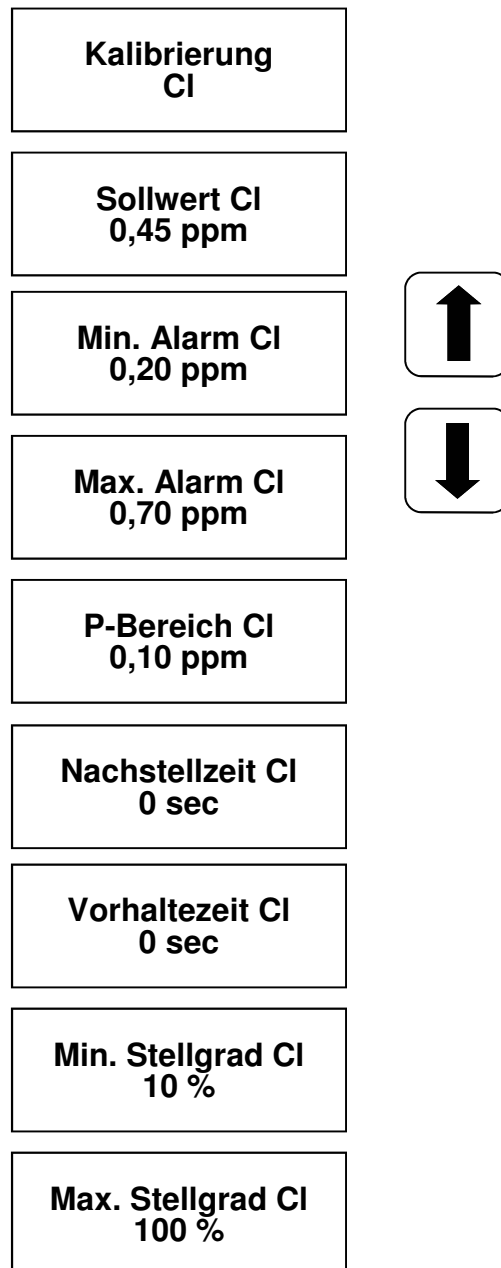 Kalibrierung
Cl
Sollwert Cl
0,45 ppm
Min. Alarm Cl
0,20 ppm
Max. Alarm Cl
0,70 ppm
P-Bereich Cl
0,10 ppm
Nachstellzeit Cl
0 sec
Vorhaltezeit Cl
0 sec
Min. Stellgrad Cl
10 %
Max. Stellgrad Cl
100 %